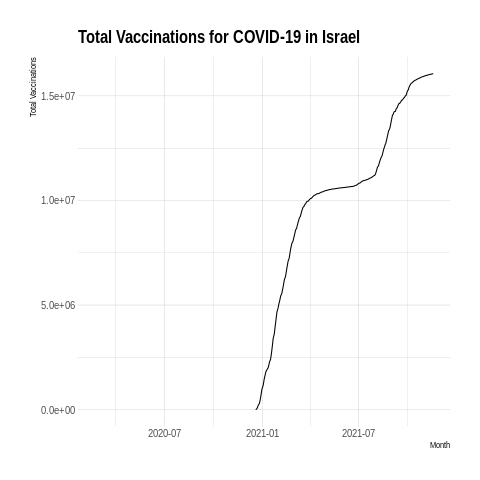 Total Vaccinations for COVID-19 in Israel
Total Vaccinations
1.5e+07
1.0e+07
5.0e+06
0.0e+00
2020-07 2021-01 2021-07
Month